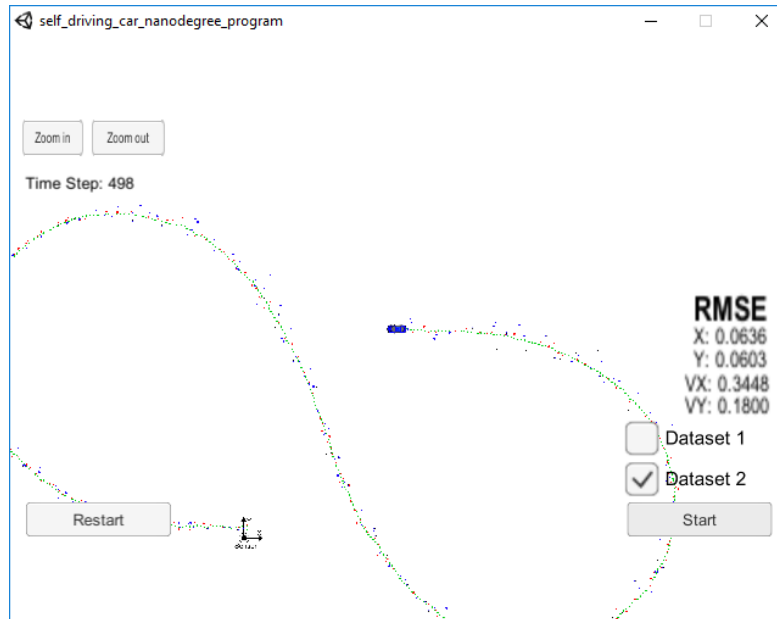 self_driving_car_nanodegree_program
Zoom in
Zoom out
Time Step: 498
RMSE
X: 0.0636
Y: 0.0603
VX: 0.3448
VY: 0.1800
Dataset 1
Dataset 2
Restart
Start